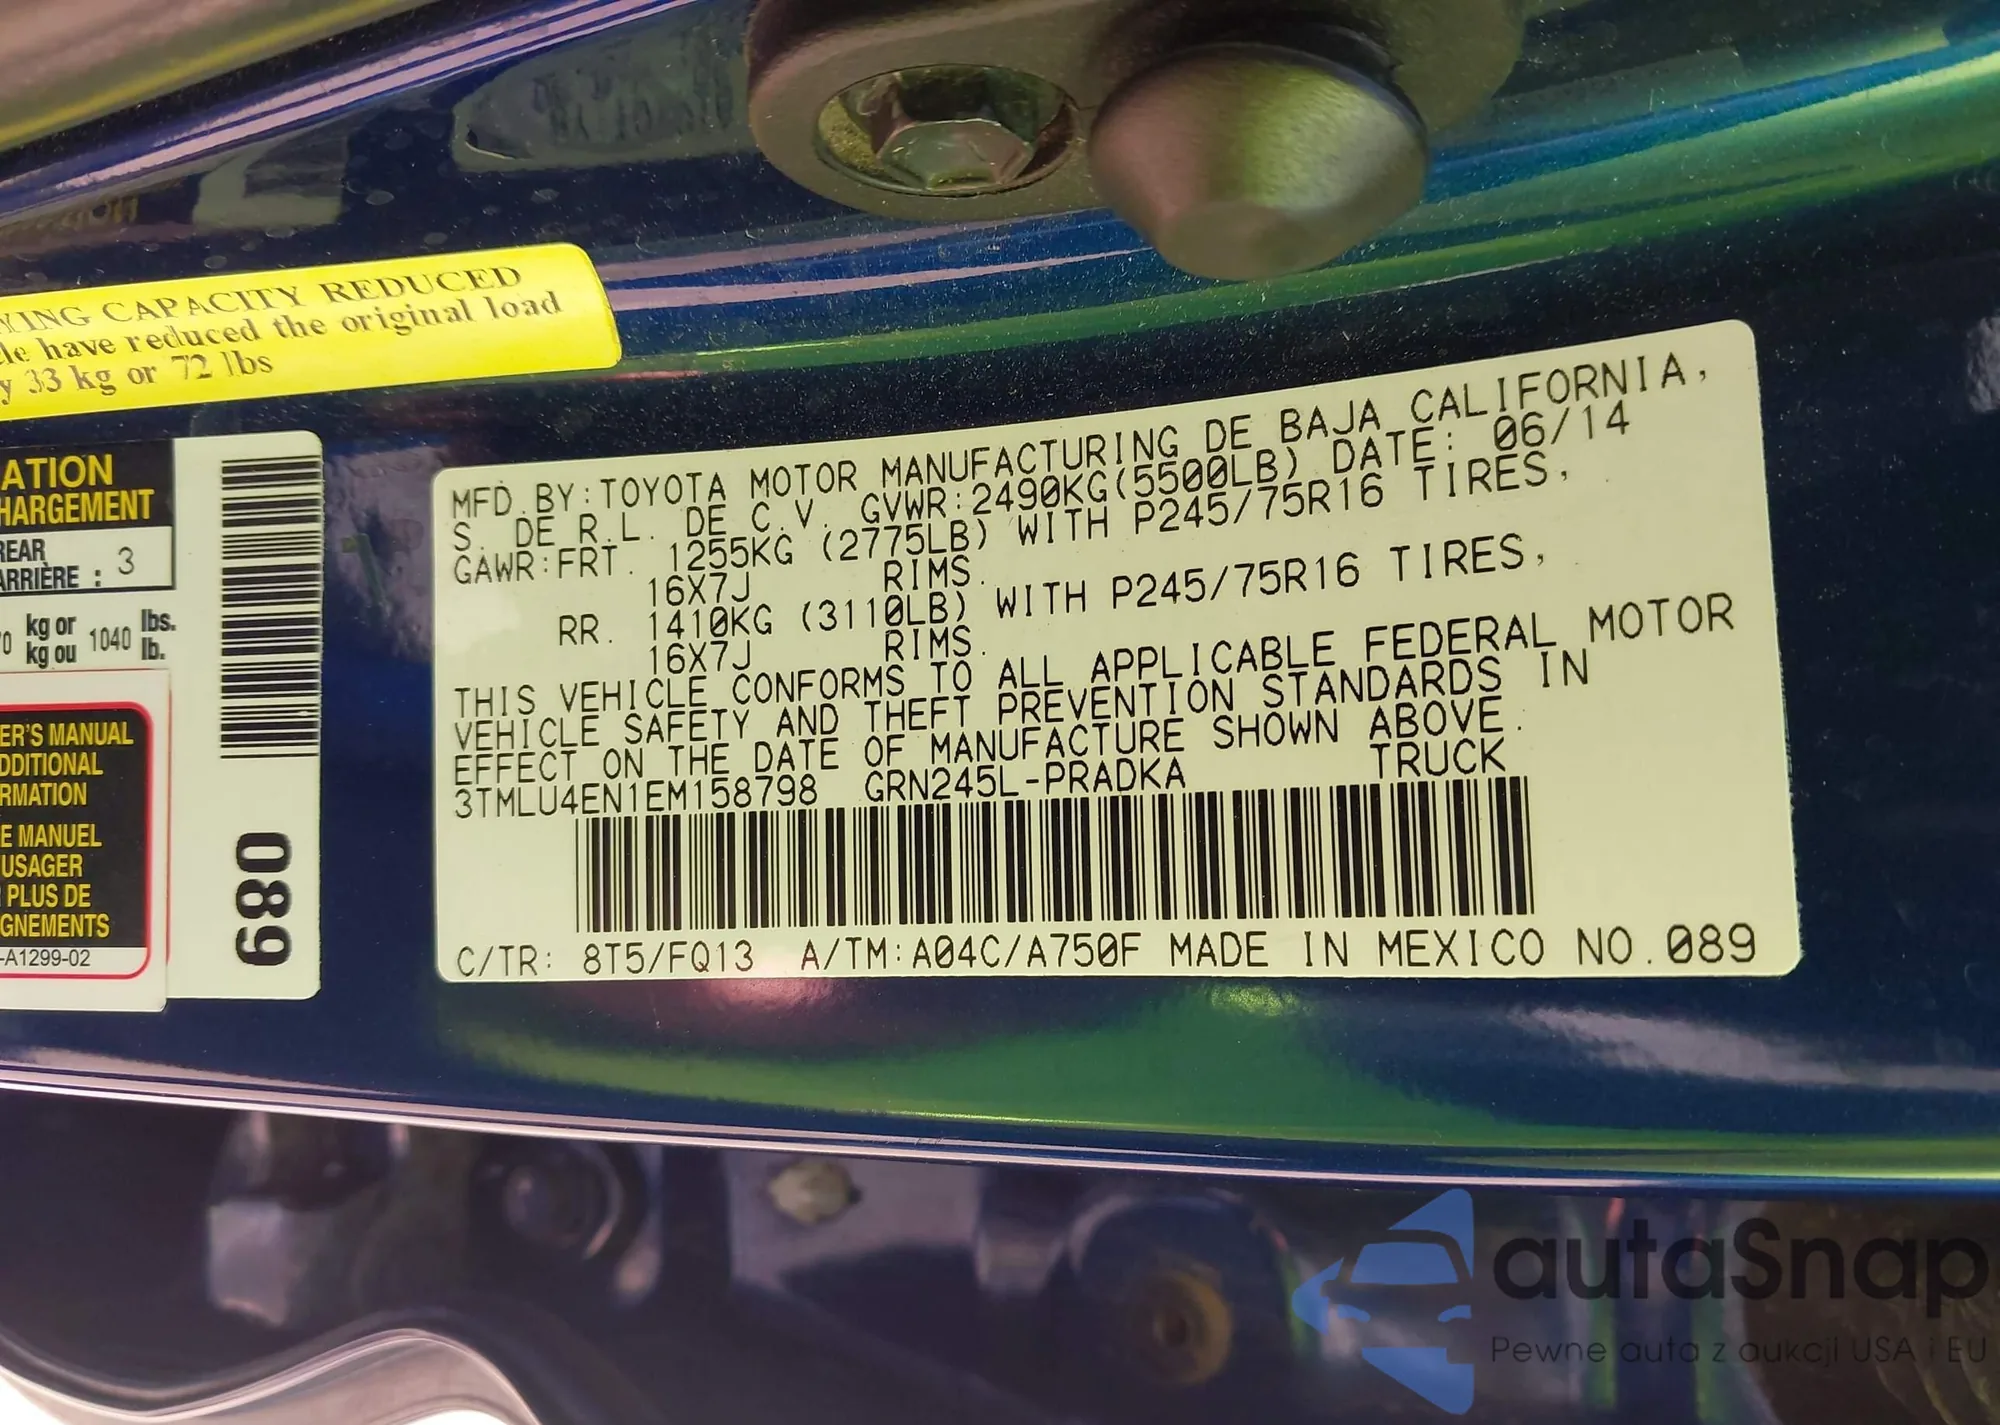 YING CAPACITY REDUCED
le have reduced the original load
y 33 kg or 72 lbs
ATION
HARGEMENT
REAR
ARRIÈRE : 3
0 kg or 1040 lbs.
kg ou lb.
ER'S MANUAL
DDITIONAL
RMATION
E MANUEL
USAGER
PLUS DE
GNEMENTS
-A1299-02
089
MFD.BY:TOYOTA MOTOR MANUFACTURING DE BAJA CALIFORNIA,
S. DE R.L. DE C.V. GVWR:2490KG(5500LB) DATE: 06/14
GAWR:FRT. 1255KG (2775LB) WITH P245/75R16 TIRES,
16X7J RIMS.
RR. 1410KG (3110LB) WITH P245/75R16 TIRES,
16X7J RIMS.
THIS VEHICLE CONFORMS TO ALL APPLICABLE FEDERAL MOTOR
VEHICLE SAFETY AND THEFT PREVENTION STANDARDS IN
EFFECT ON THE DATE OF MANUFACTURE SHOWN ABOVE.
3TMLU4EN1EM158798 GRN245L-PRADKA TRUCK
C/TR: 8T5/FQ13 A/TM:A04C/A750F MADE IN MEXICO NO.089
autaSnap
Pewne auta z aukcji USA i EU